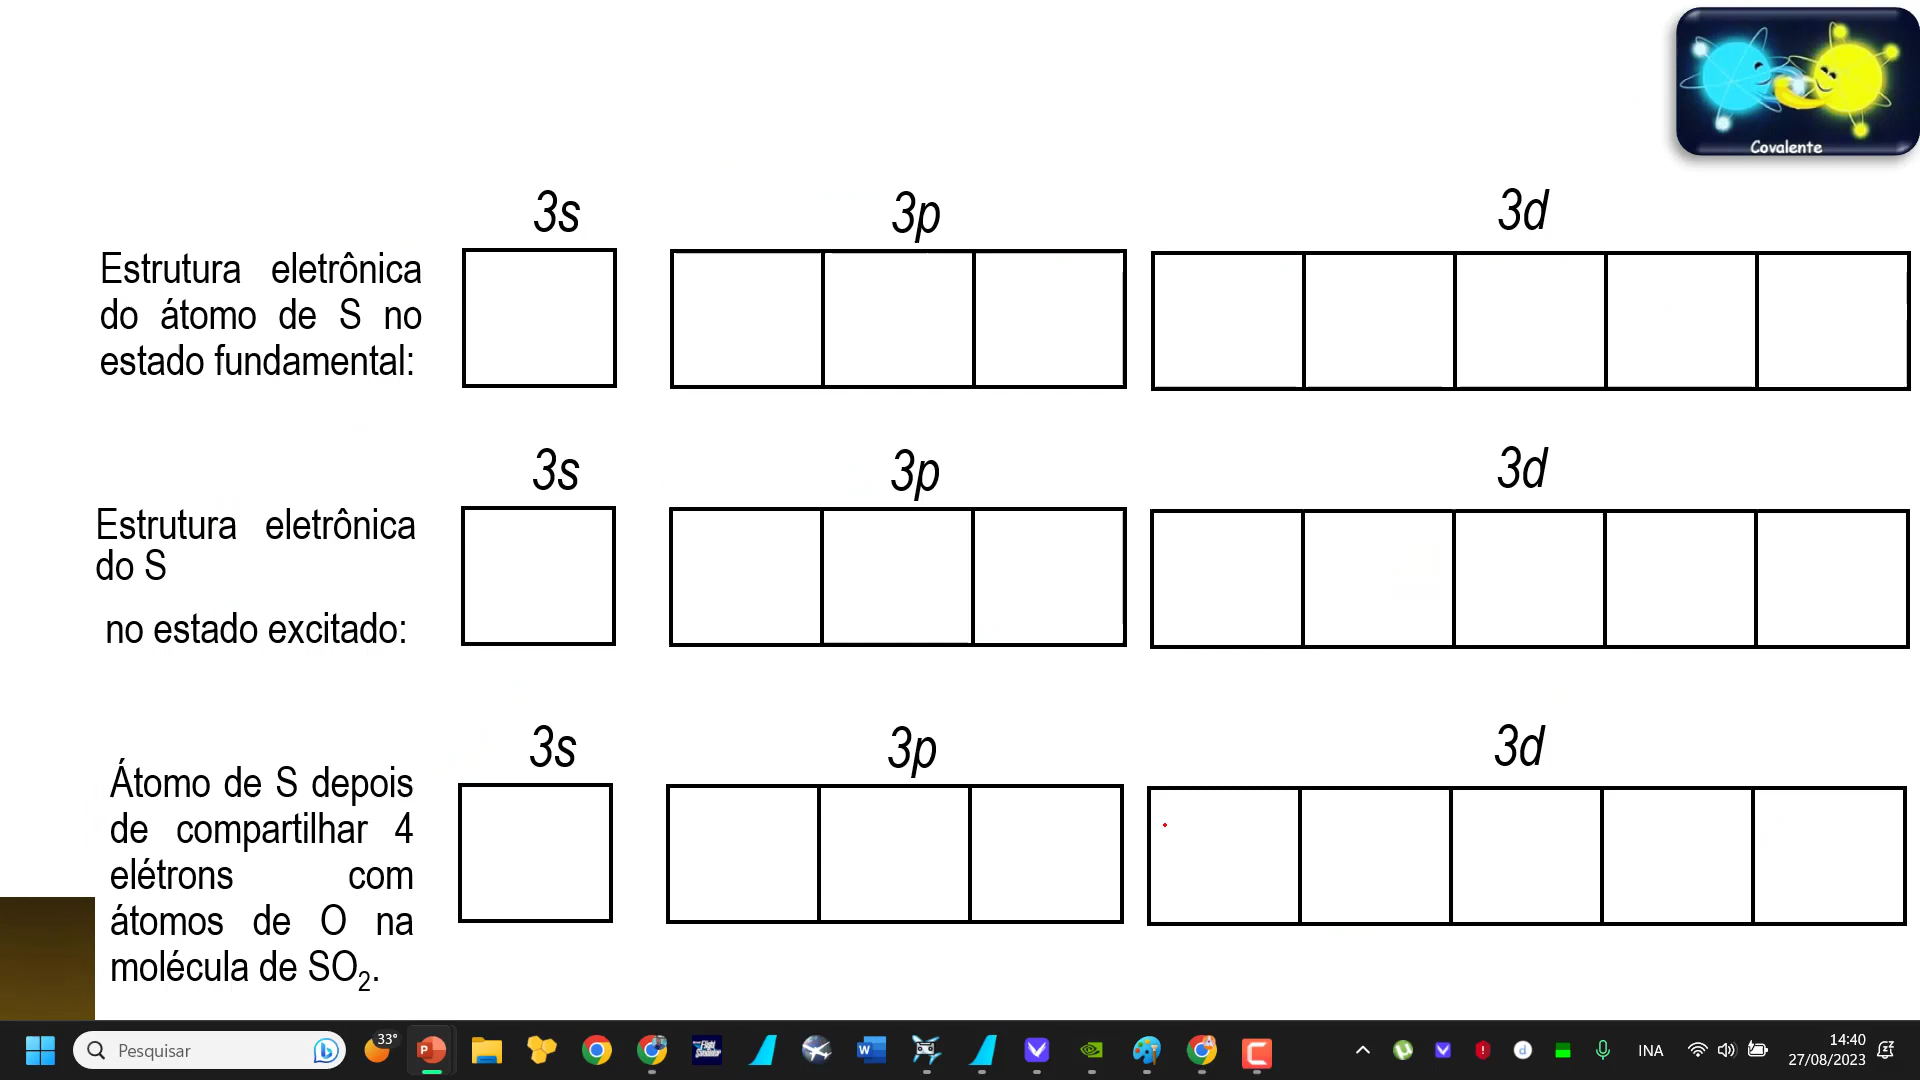 Covalente
3s 3p 3d
Estrutura eletrônica
do átomo de S no
estado fundamental:
3s 3p 3d
Estrutura eletrônica
do S
no estado excitado:
3s 3p 3d
Átomo de S depois
de compartilhar 4
elétrons com
átomos de O na
molécula de SO₂.
33°
Pesquisar
INA
14:40
27/08/2023